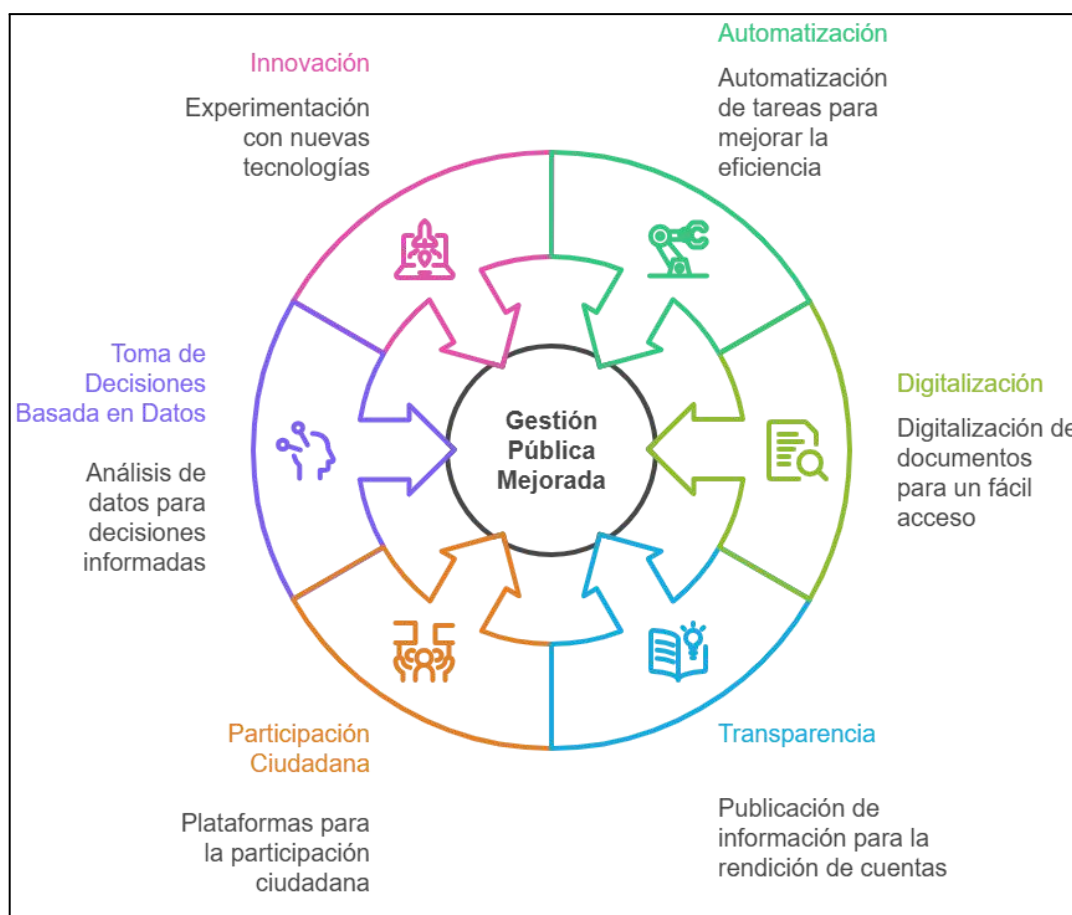 Innovación
Experimentación
con nuevas
tecnologías
Automatización
Automatización
de tareas para
mejorar la
eficiencia
Toma de
Decisiones
Basada en Datos
Análisis de
datos para
decisiones
informadas
Gestión
Pública
Mejorada
Digitalización
Digitalización de
documentos
para un fácil
acceso
Participación
Ciudadana
Plataformas para
la participación
ciudadana
Transparencia
Publicación de
información para la
rendición de cuentas